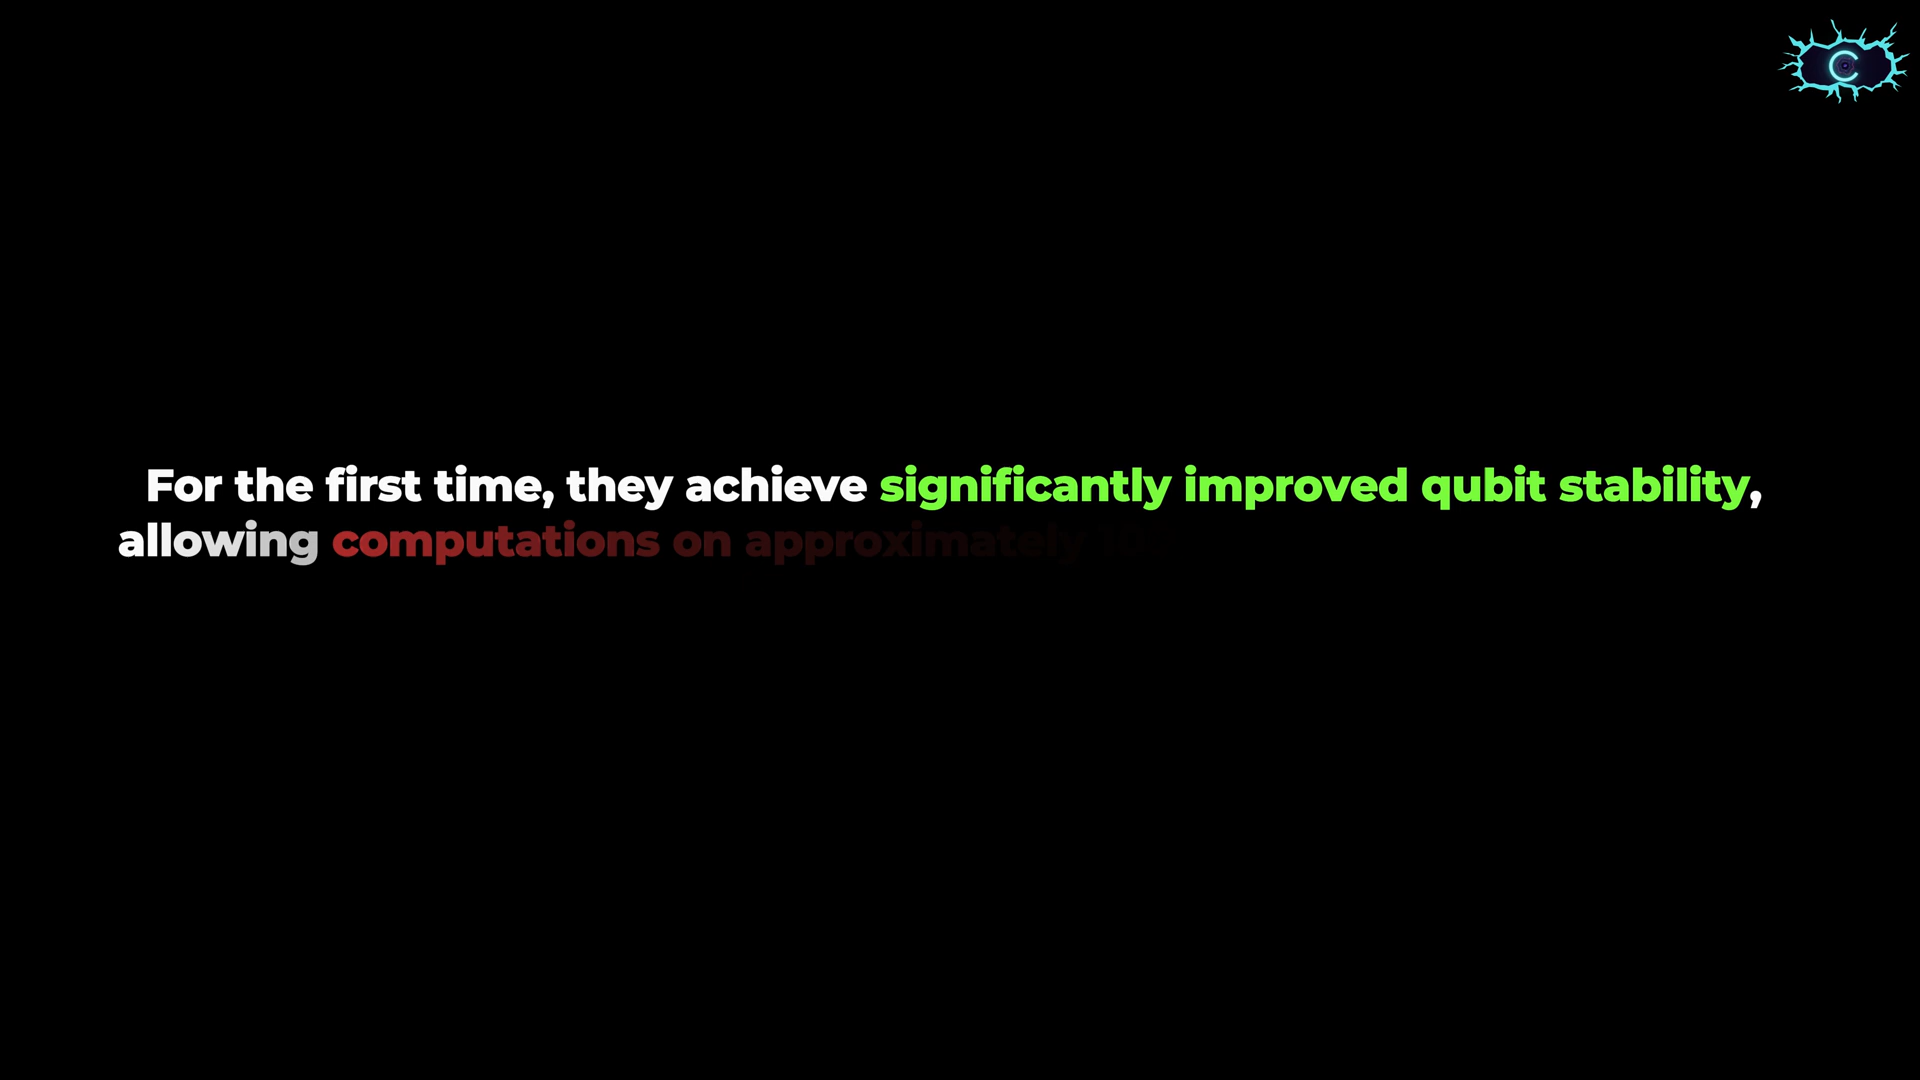 For the first time, they achieve significantly improved qubit stability,
allowing computations on approximately
C